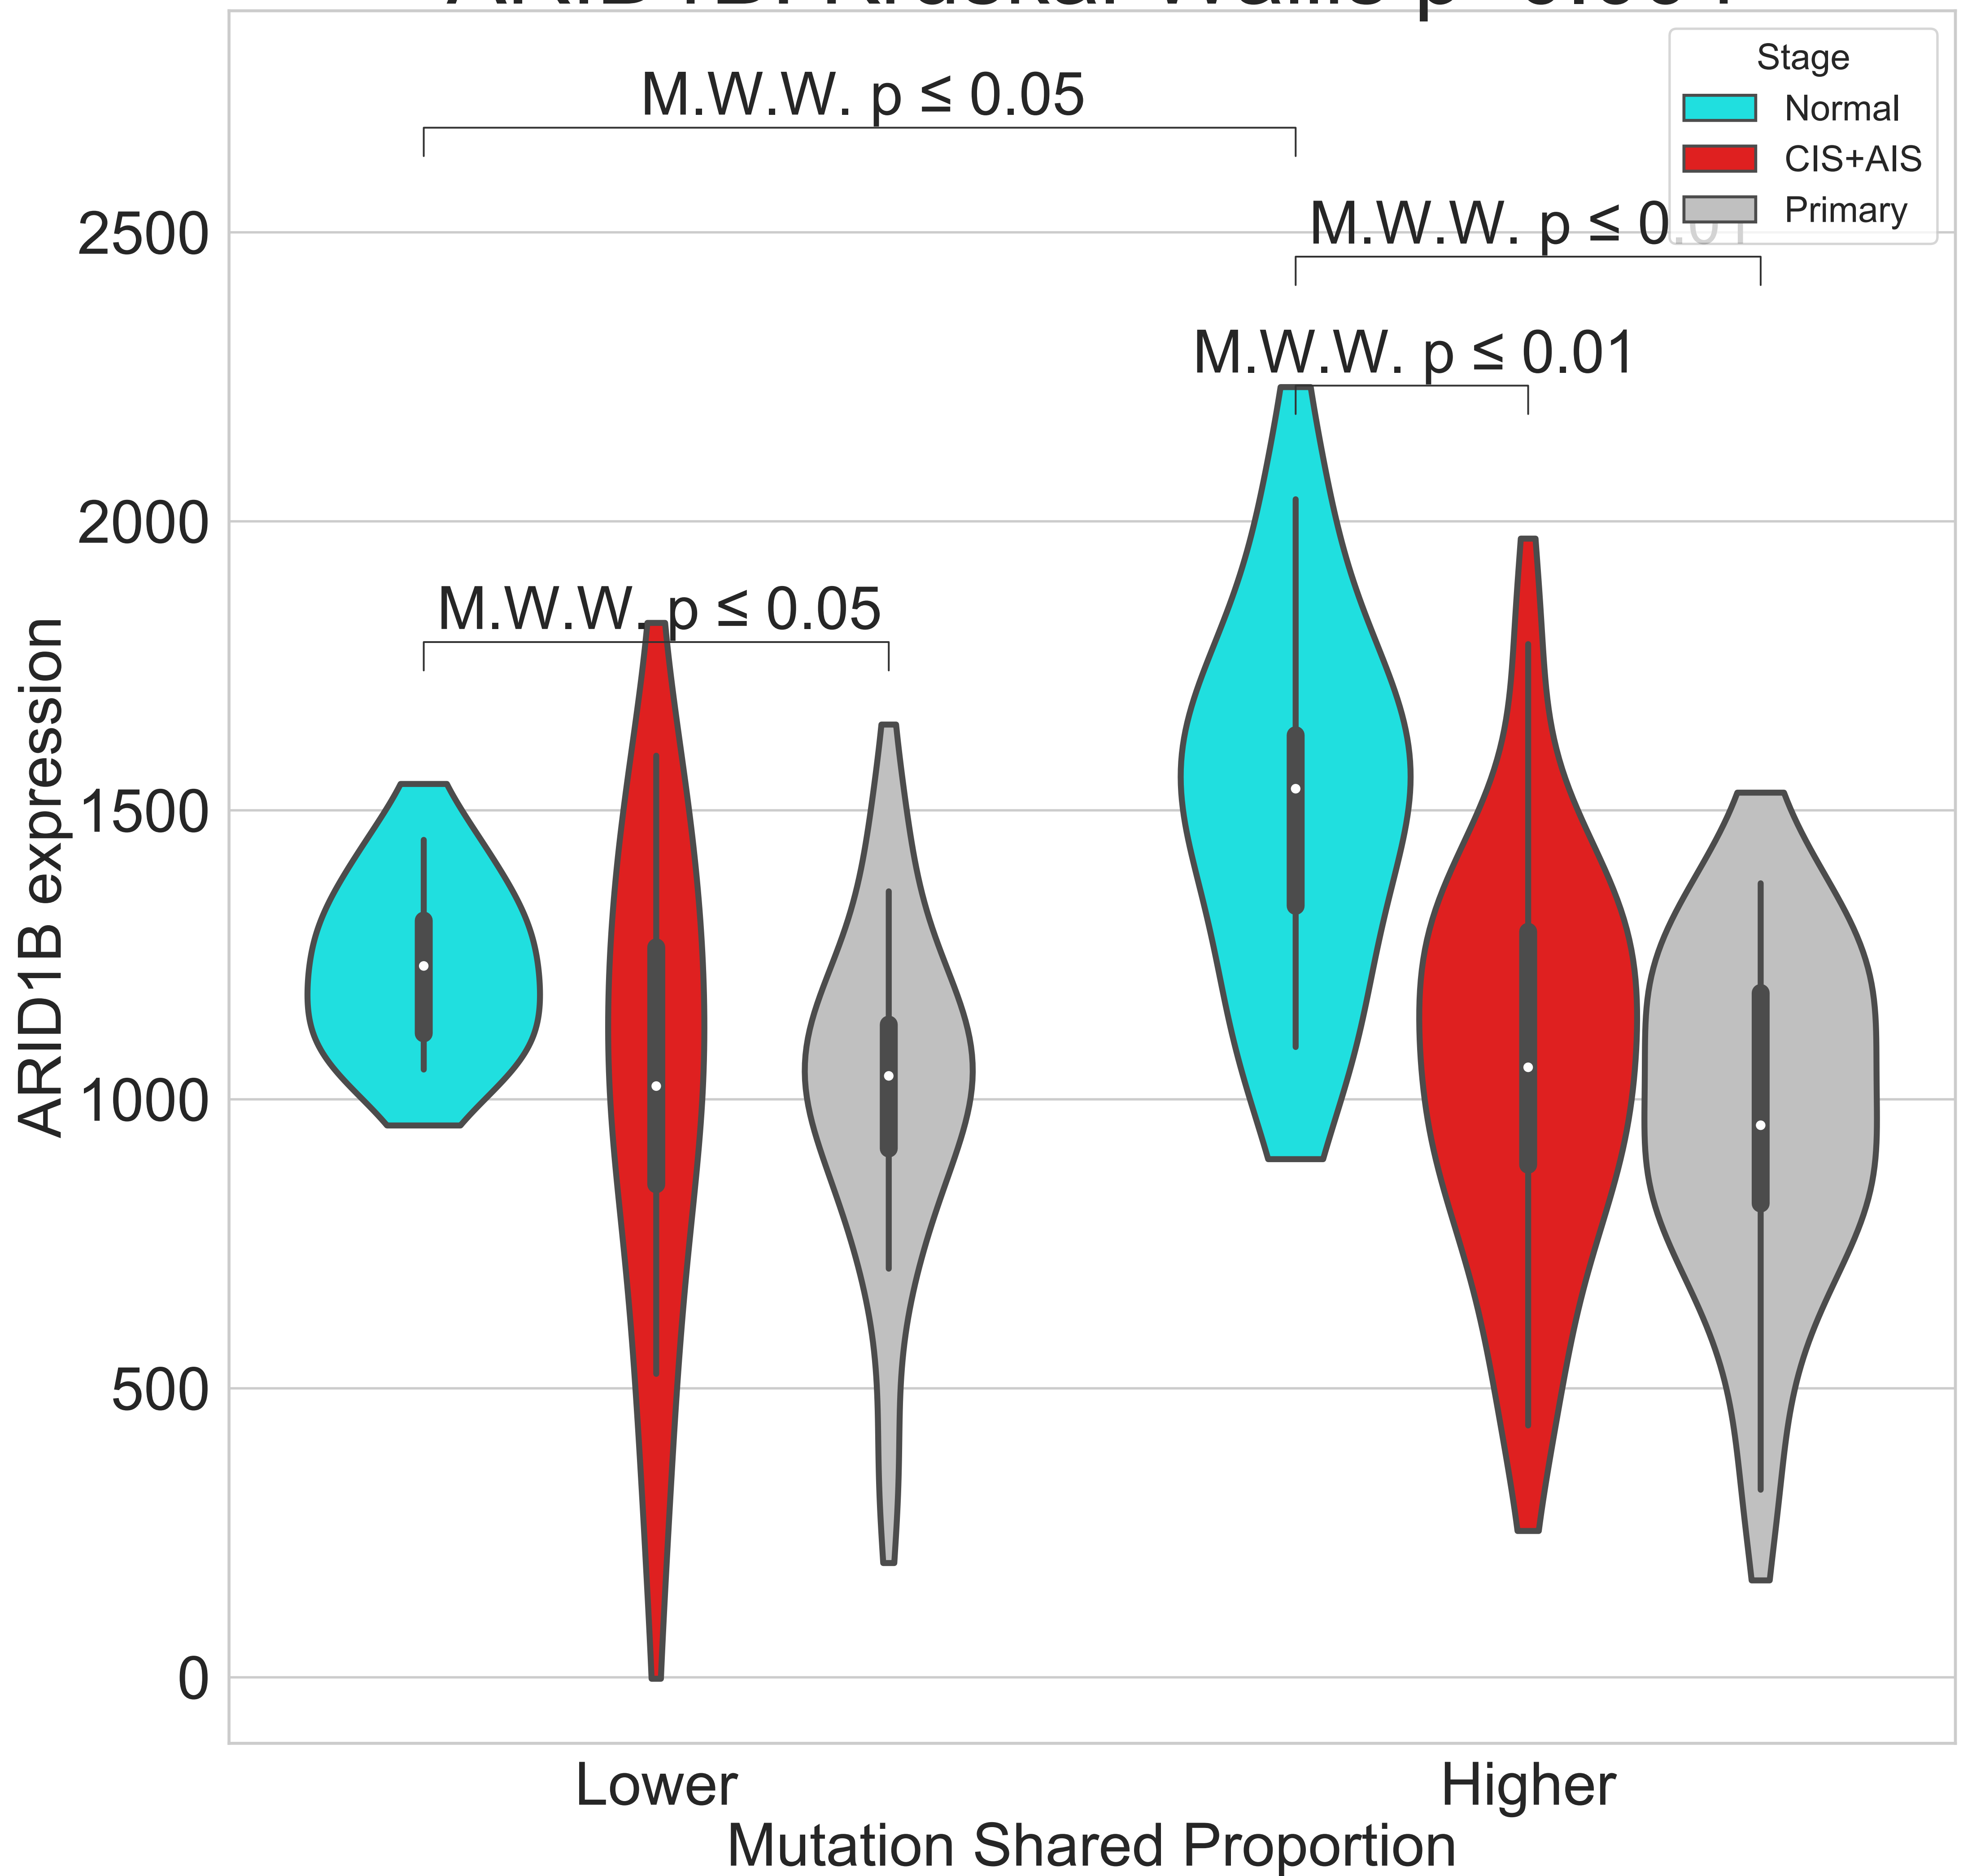 M.W.W. p ≤ 0.05
Stage
Normal
CIS+AIS
Primary
M.W.W. p ≤ 0.01
M.W.W. p ≤ 0.01
M.W.W. p ≤ 0.05
2500
2000
1500
1000
500
0
ARID1B expression
Lower
Higher
Mutation Shared Proportion